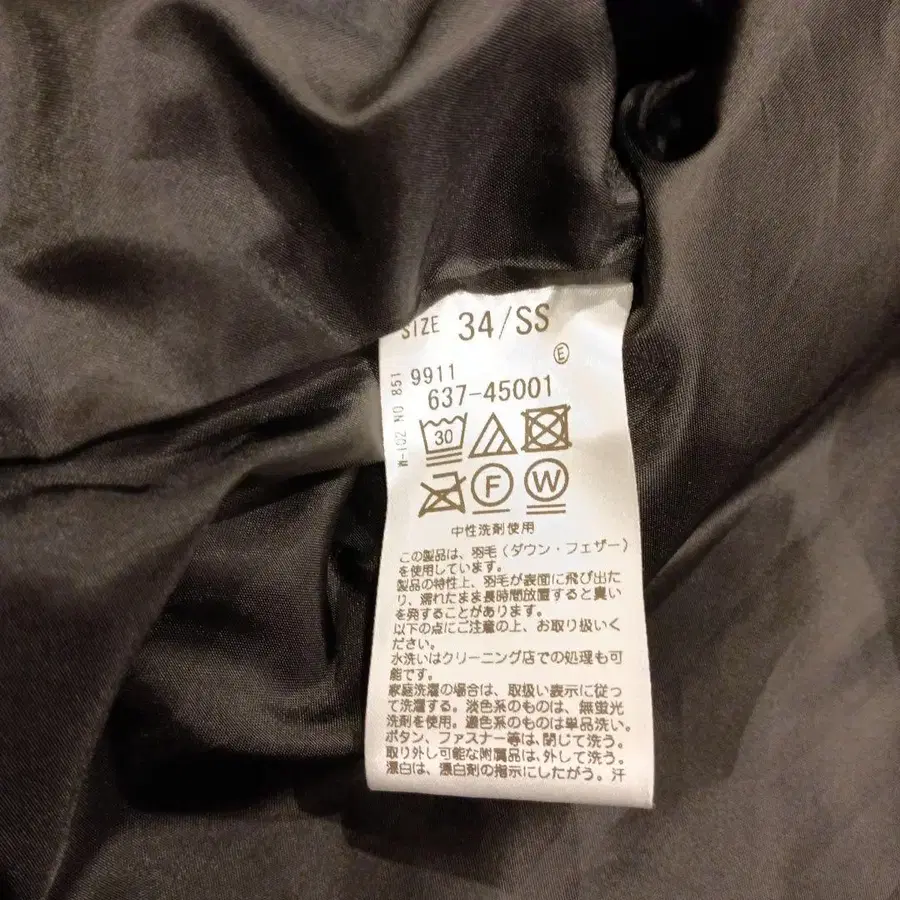 SIZE 34/SS
Ⓔ
9911
637-45001
W-102 NO 851
30
F
W
中性洗剤使用
この製品は、羽毛(ダウン・フェザー)
を使用しています。
製品の特性上、羽毛が表面に飛び出た
り、濡れたまま長時間放置すると臭い
を発することがあります。
以下の点にご注意の上、お取り扱いく
ださい。
水洗いはクリーニング店での処理も可
能です。
家庭洗濯の場合は、取扱い表示に従っ
て洗濯する。淡色系のものは、無蛍光
洗剤を使用。濃色系のものは単品洗い。
ボタン、ファスナー等は、閉じて洗う。
取り外し可能な附属品は、外して洗う。
漂白は、漂白剤の指示にしたがう。汗